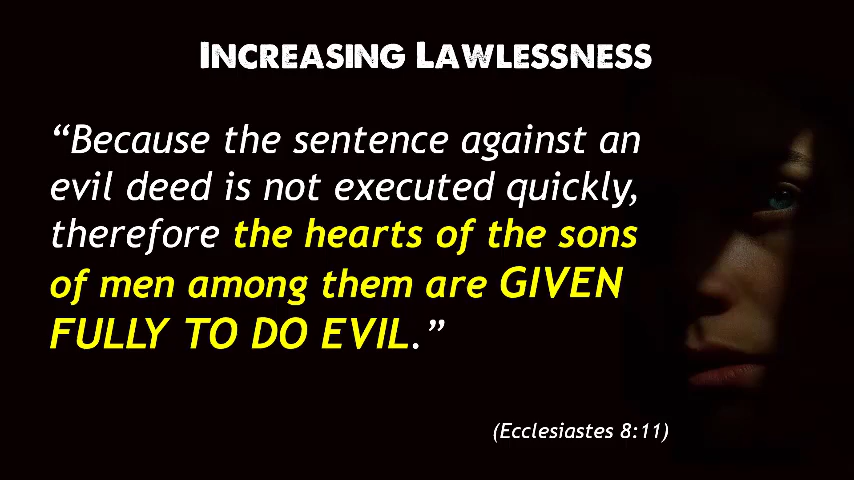 INCREASING LAWLESSNESS
“Because the sentence against an
evil deed is not executed quickly,
therefore the hearts of the sons
of men among them are GIVEN
FULLY TO DO EVIL.”
(Ecclesiastes 8:11)